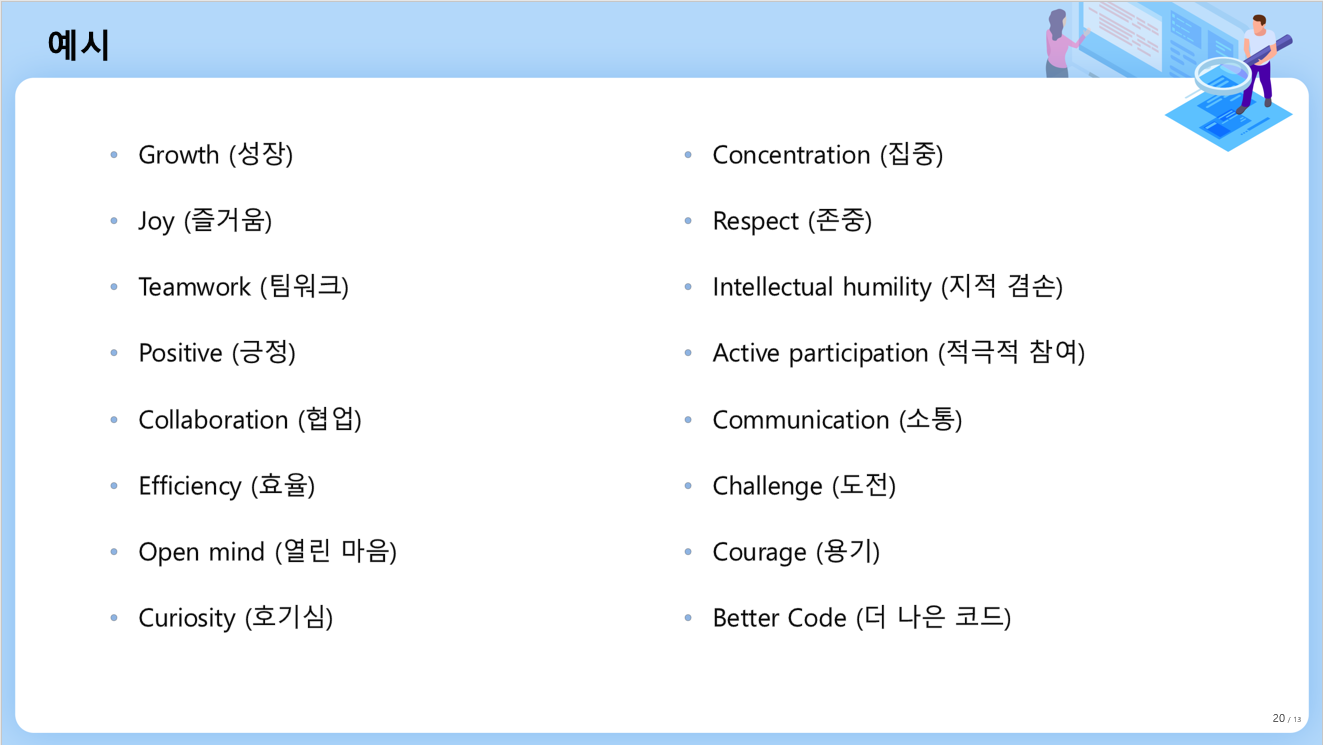 예시
Growth (성장)
Joy (즐거움)
Teamwork (팀워크)
Positive (긍정)
Collaboration (협업)
Efficiency (효율)
Open mind (열린 마음)
Curiosity (호기심)
Concentration (집중)
Respect (존중)
Intellectual humility (지적 겸손)
Active participation (적극적 참여)
Communication (소통)
Challenge (도전)
Courage (용기)
Better Code (더 나은 코드)
20 / 13